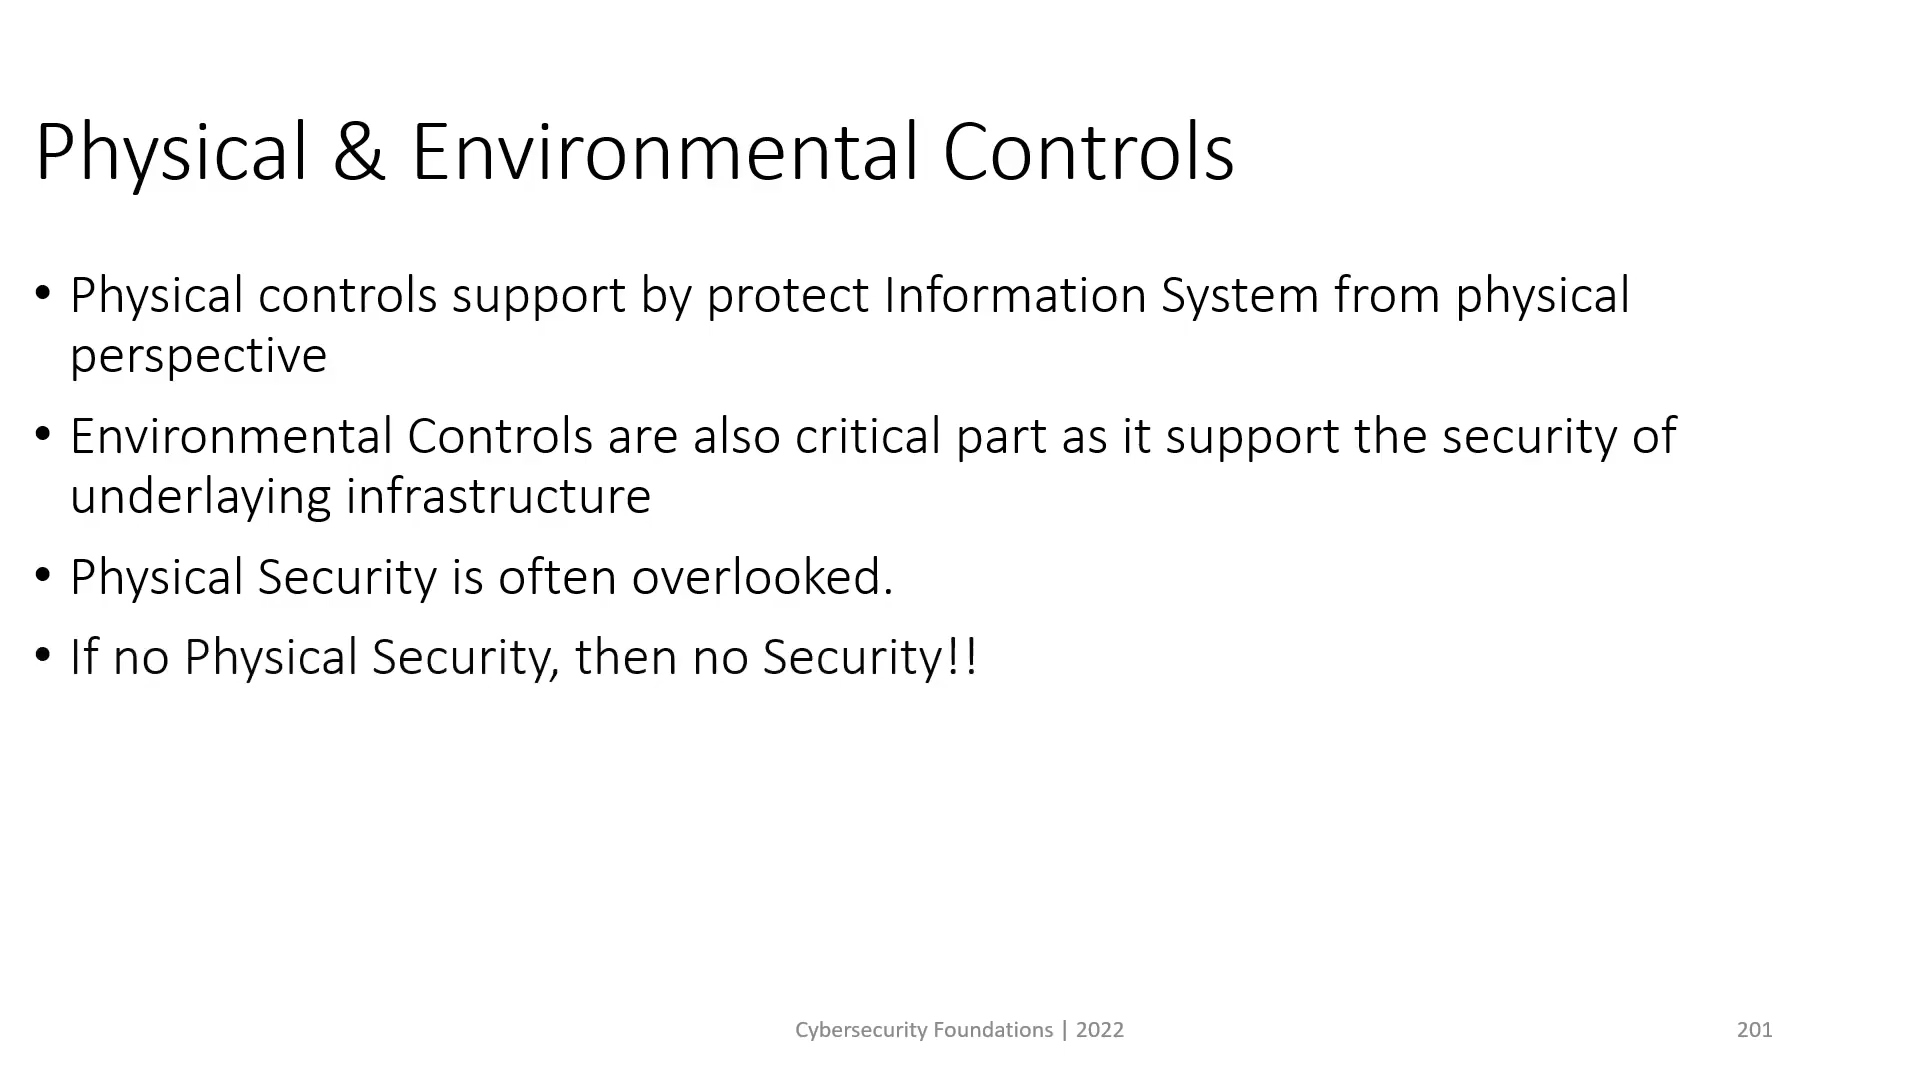 Physical & Environmental Controls
• Physical controls support by protect Information System from physical
perspective
• Environmental Controls are also critical part as it support the security of
underlaying infrastructure
• Physical Security is often overlooked.
• If no Physical Security, then no Security!!
Cybersecurity Foundations | 2022
201